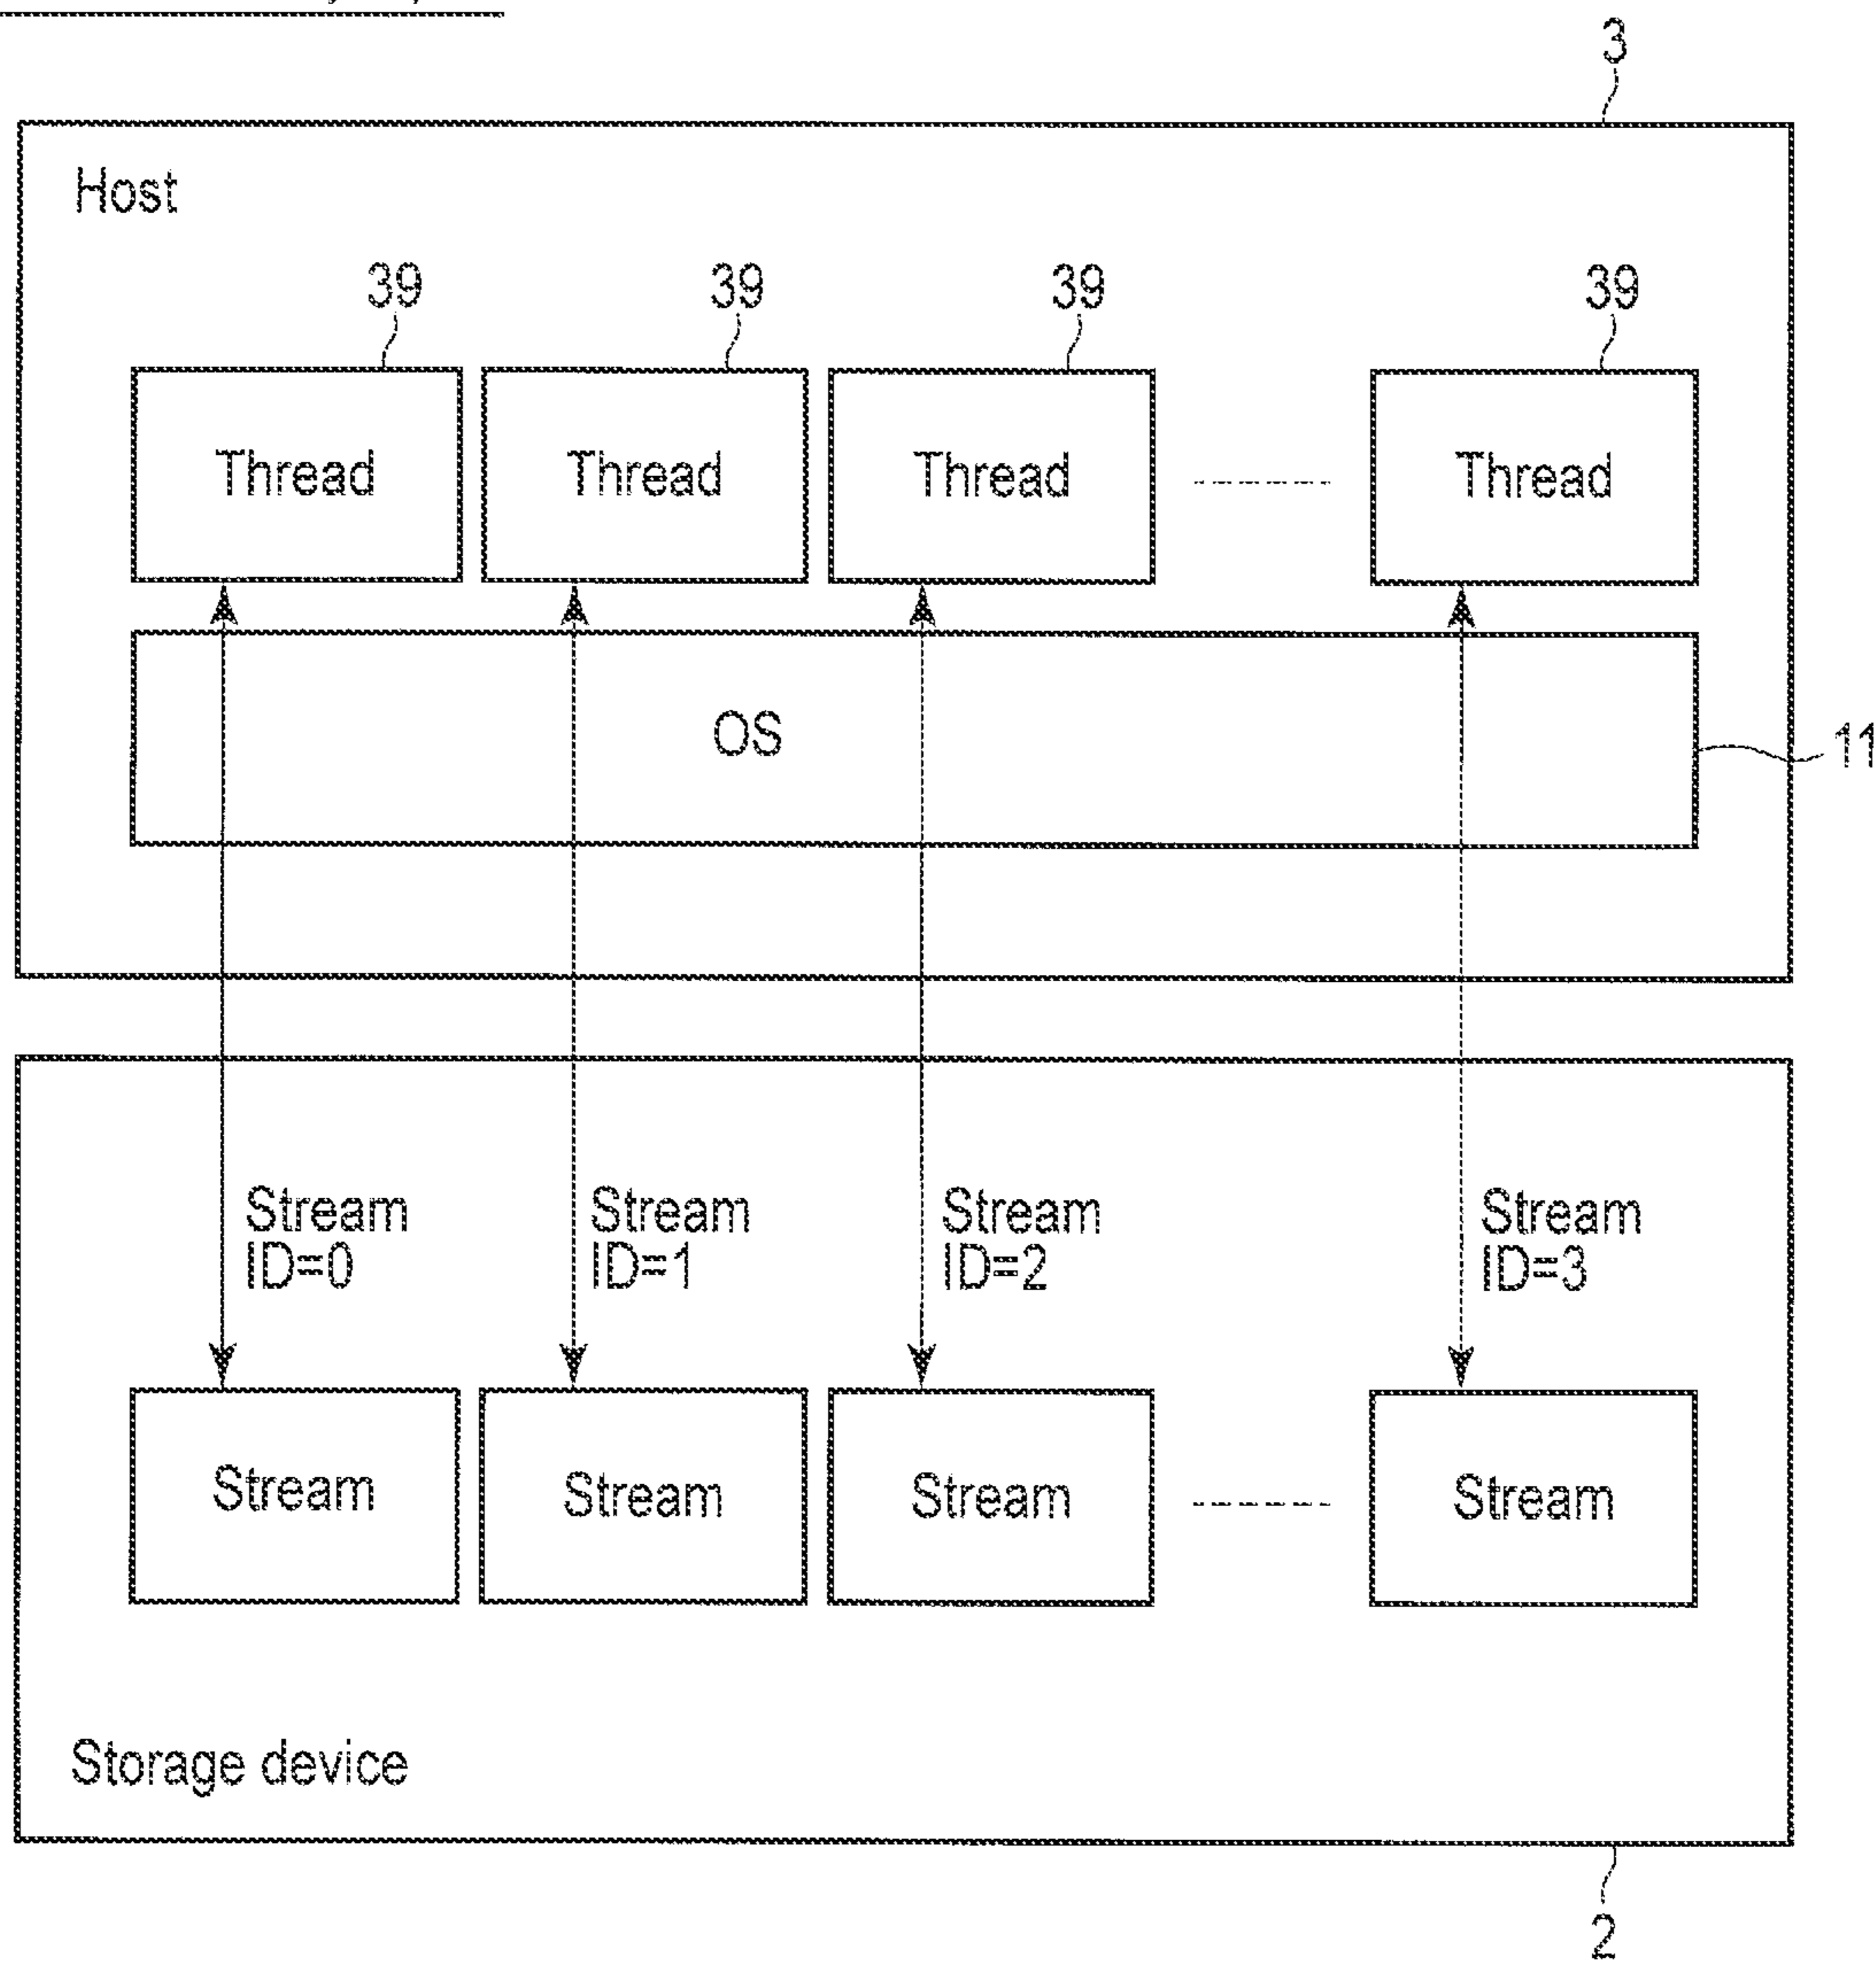 3
Host
39 39 39 39
Thread Thread Thread Thread
OS
11
Stream Stream Stream Stream
ID=0 ID=1 ID=2 ID=3
Stream Stream Stream Stream
Storage device
2